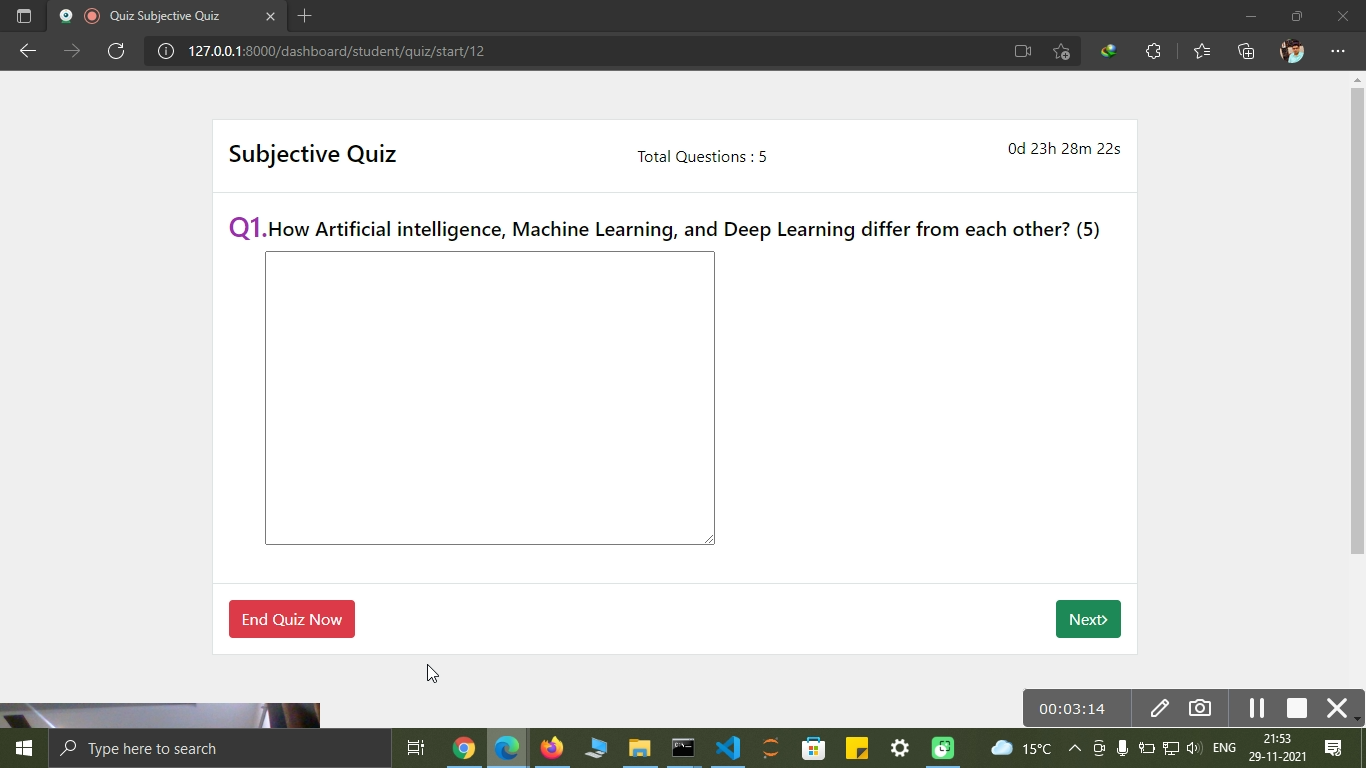 Quiz Subjective Quiz
127.0.0.1:8000/dashboard/student/quiz/start/12
Subjective Quiz
Total Questions : 5
0d 23h 28m 22s
Q1.How Artificial intelligence, Machine Learning, and Deep Learning differ from each other? (5)
End Quiz Now
Next>
00:03:14
Type here to search
15°C
ENG
21:53
29-11-2021